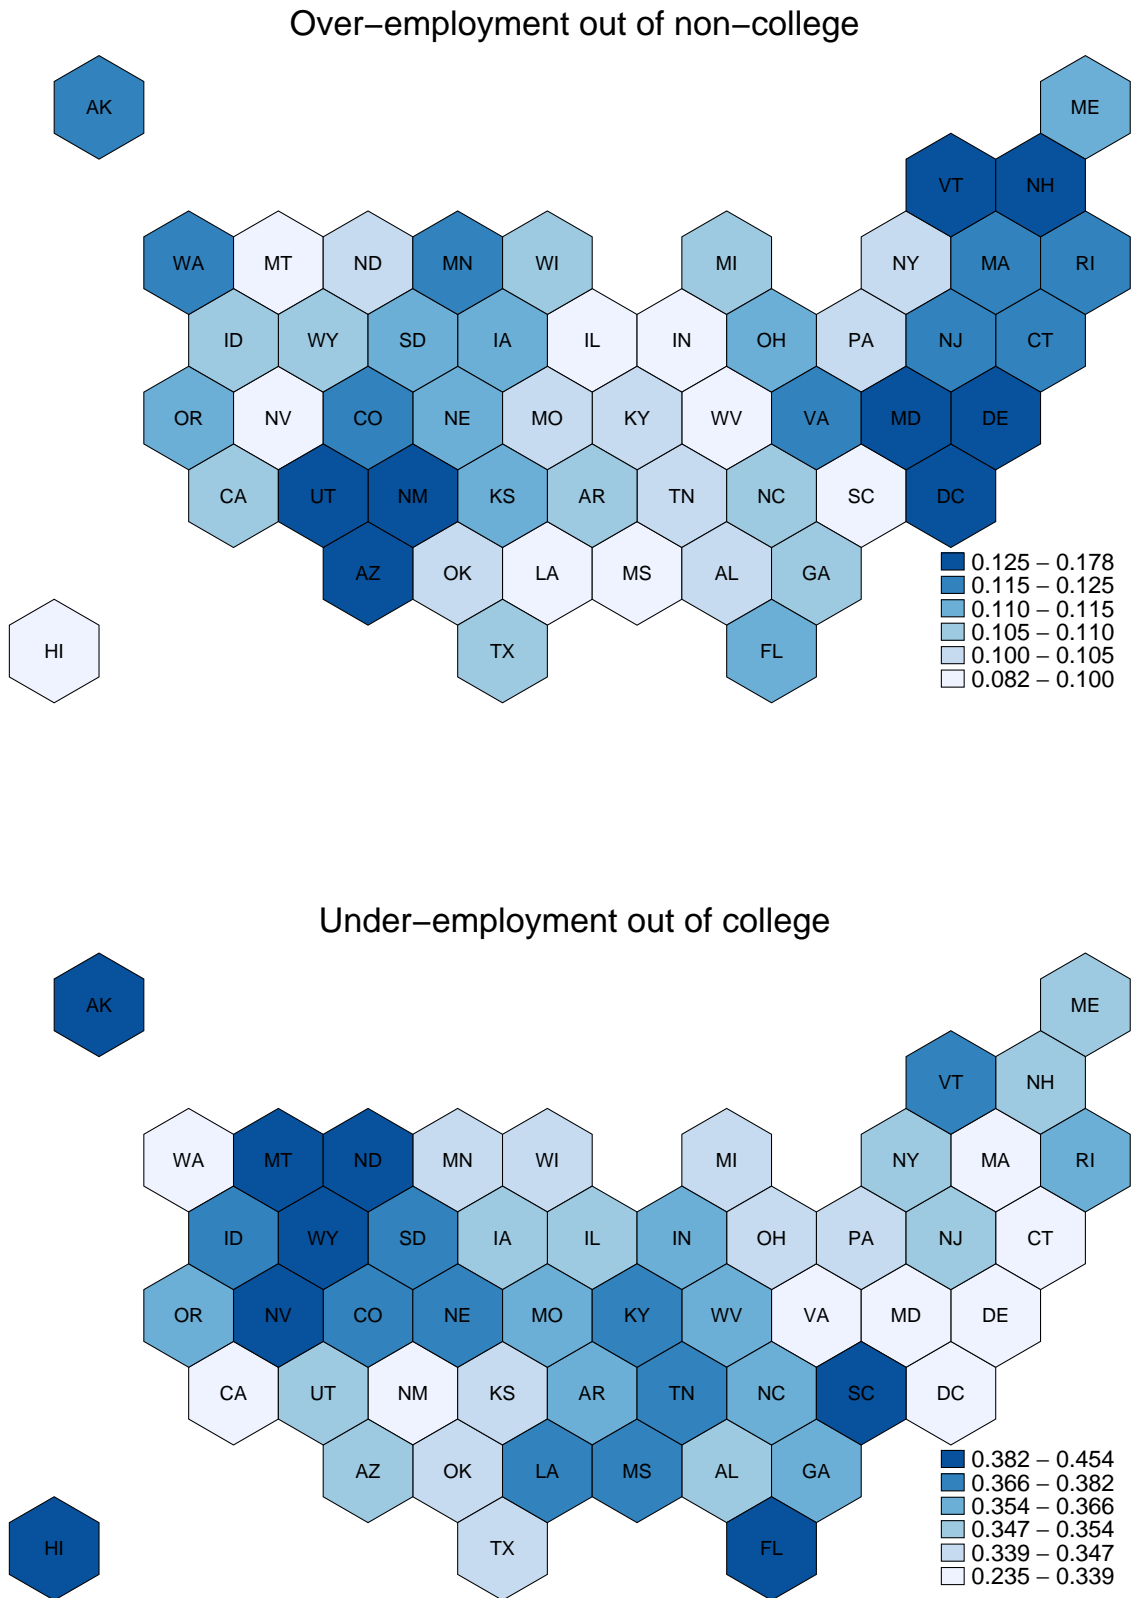 Over−employment out of non−college
AK
ME
VT NH
WA MT ND MN WI MI NY MA RI
ID WY SD IA IL IN OH PA NJ CT
OR NV CO NE MO KY WV VA MD DE
CA UT NM KS AR TN NC SC DC
AZ OK LA MS AL GA
HI TX FL
0.125 − 0.178
0.115 − 0.125
0.110 − 0.115
0.105 − 0.110
0.100 − 0.105
0.082 − 0.100
Under−employment out of college
AK
ME
VT NH
WA MT ND MN WI MI NY MA RI
ID WY SD IA IL IN OH PA NJ CT
OR NV CO NE MO KY WV VA MD DE
CA UT NM KS AR TN NC SC DC
AZ OK LA MS AL GA
HI TX FL
0.382 − 0.454
0.366 − 0.382
0.354 − 0.366
0.347 − 0.354
0.339 − 0.347
0.235 − 0.339